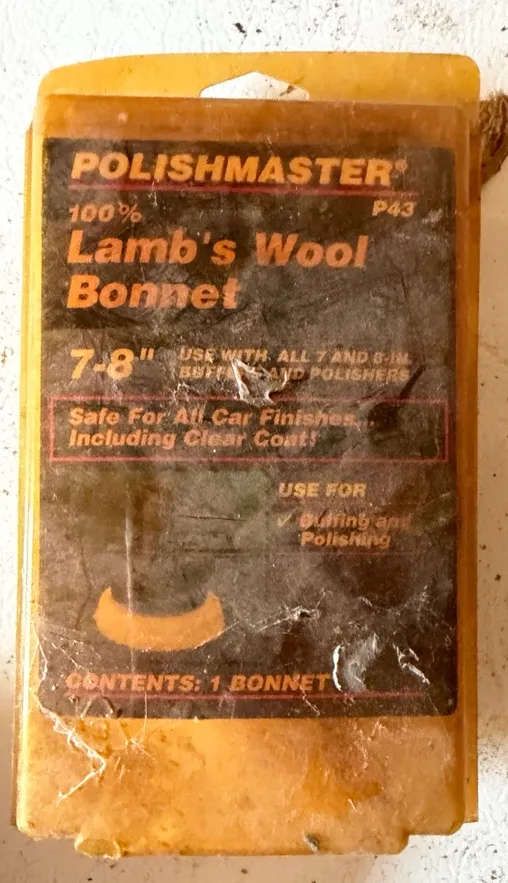 POLISHMASTER®
100% P43
Lamb's Wool
Bonnet
7-8" USE WITH ALL 7 AND 8-IN.
AND POLISHERS
Safe For All Car Finishes...
Including Clear Coat!
USE FOR
✓ Buffing and
Polishing
CONTENTS: 1 BONNET